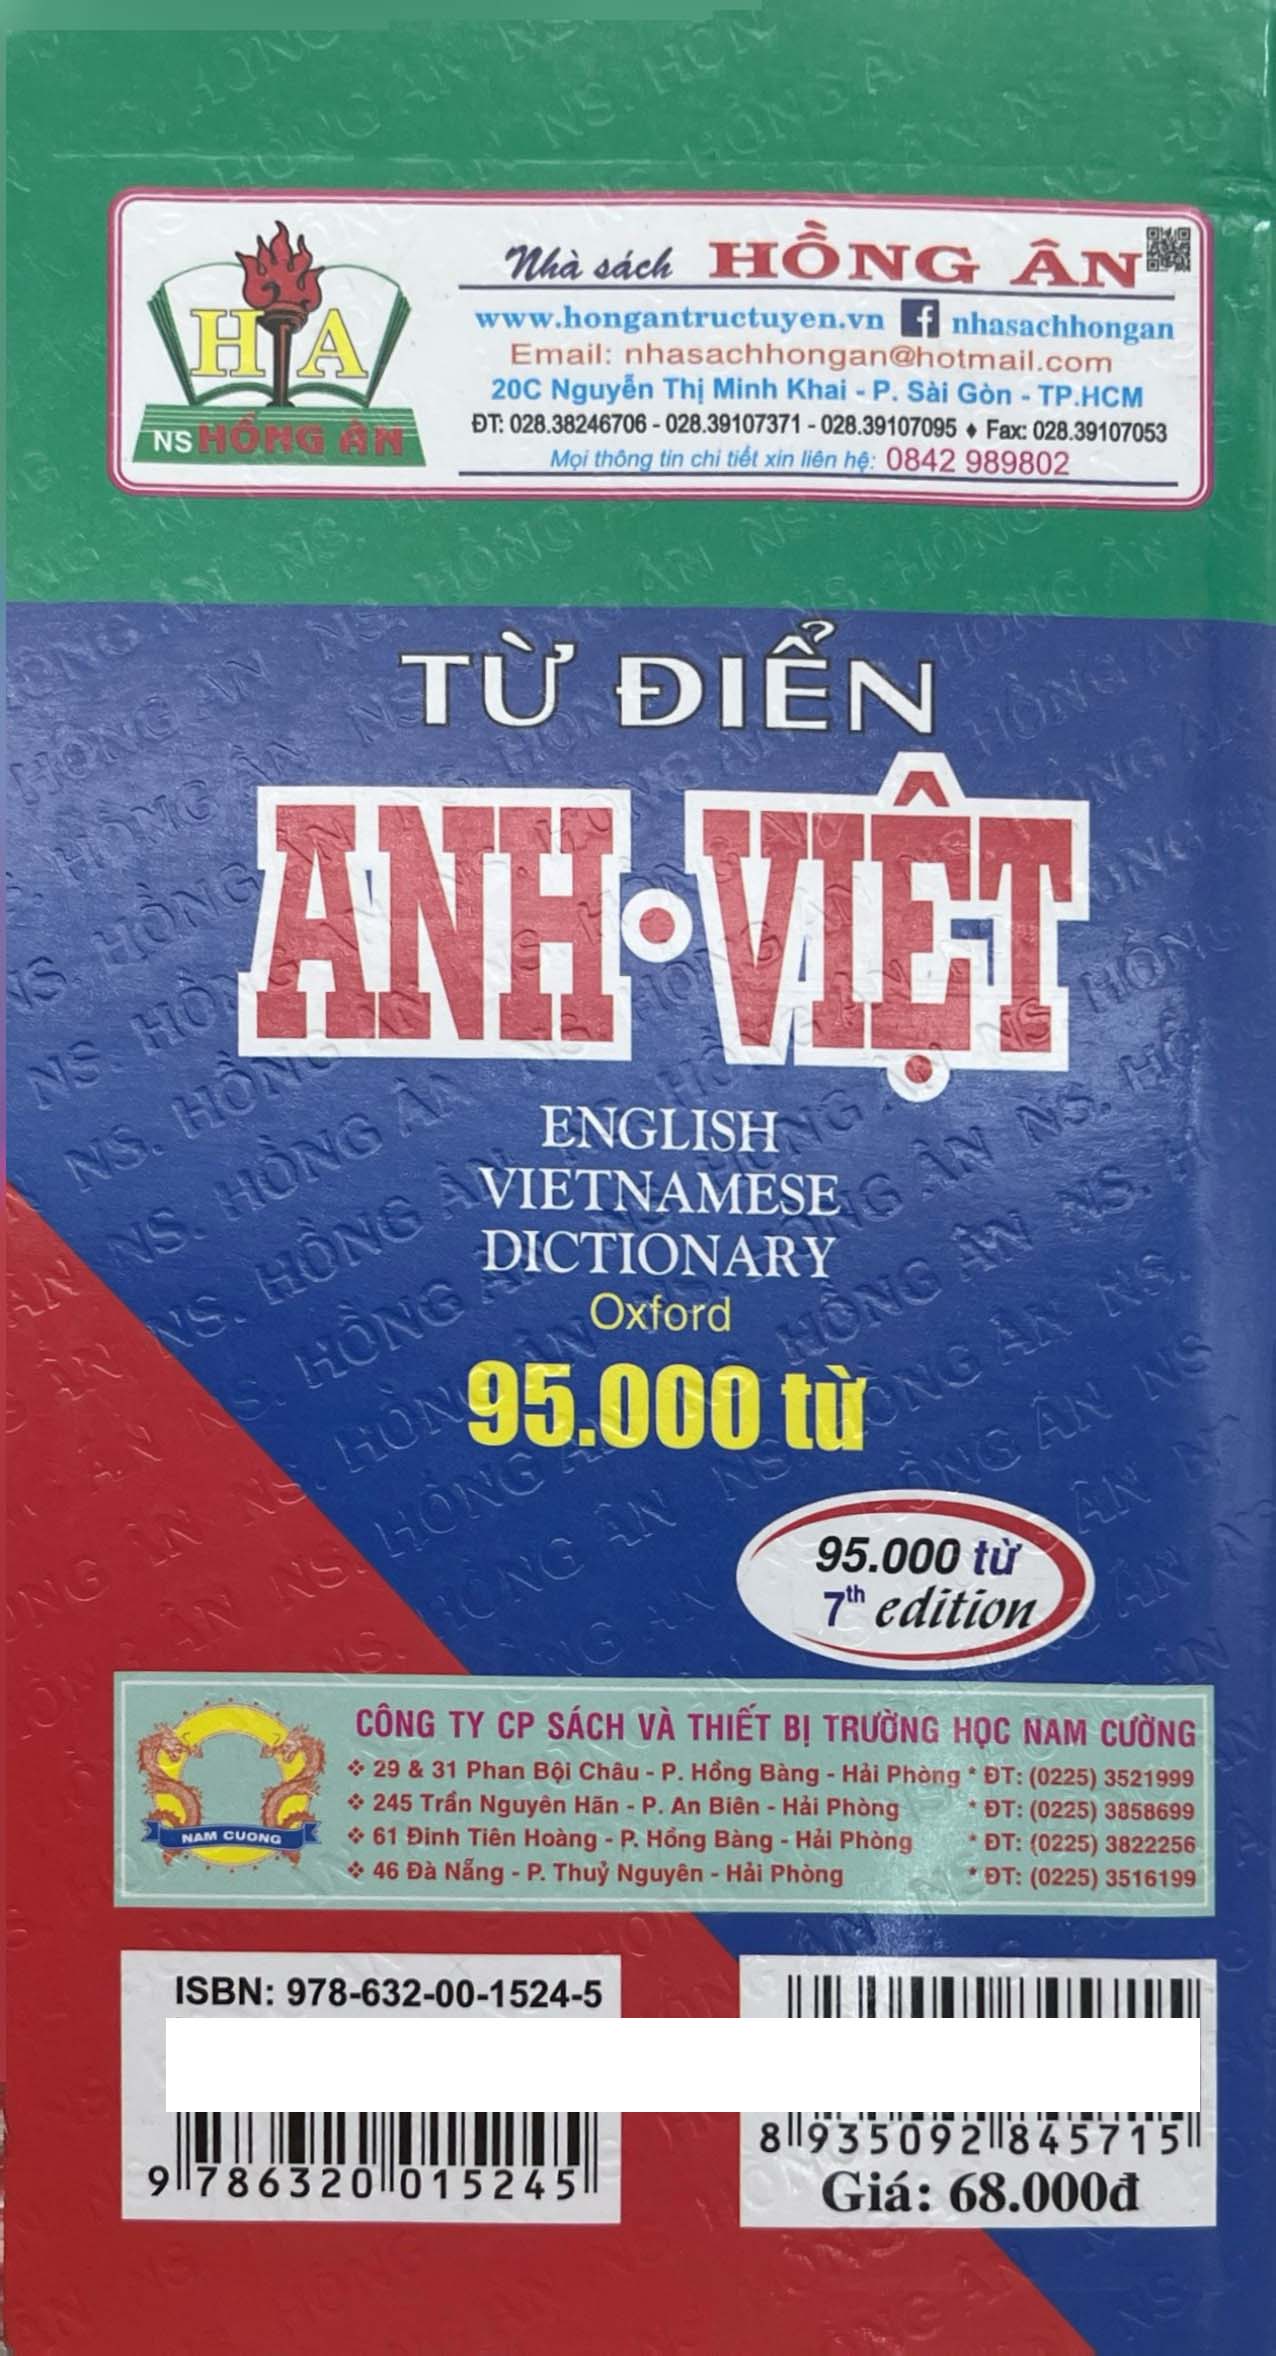 Nhà sách HỒNG ÂN
www.hongantructuyen.vn f nhasachhongan
Email: nhasachhongan@hotmail.com
20C Nguyễn Thị Minh Khai - P. Sài Gòn - TP.HCM
ĐT: 028.38246706 - 028.39107371 - 028.39107095 ♦ Fax: 028.39107053
Mọi thông tin chi tiết xin liên hệ: 0842 989802
HA
NS HỒNG ÂN
TỪ ĐIỂN
ANH•VIỆT
ENGLISH
VIETNAMESE
DICTIONARY
Oxford
95.000 từ
95.000 từ
7th edition
NAM CUONG
CÔNG TY CP SÁCH VÀ THIẾT BỊ TRƯỜNG HỌC NAM CƯỜNG
❖ 29 & 31 Phan Bội Châu - P. Hồng Bàng - Hải Phòng * ĐT: (0225) 3521999
❖ 245 Trần Nguyên Hãn - P. An Biên - Hải Phòng * ĐT: (0225) 3858699
❖ 61 Đinh Tiên Hoàng - P. Hồng Bàng - Hải Phòng * ĐT: (0225) 3822256
❖ 46 Đà Nẵng - P. Thuỷ Nguyên - Hải Phòng * ĐT: (0225) 3516199
ISBN: 978-632-00-1524-5
9 786320 015245
8 935092 845715
Giá: 68.000đ